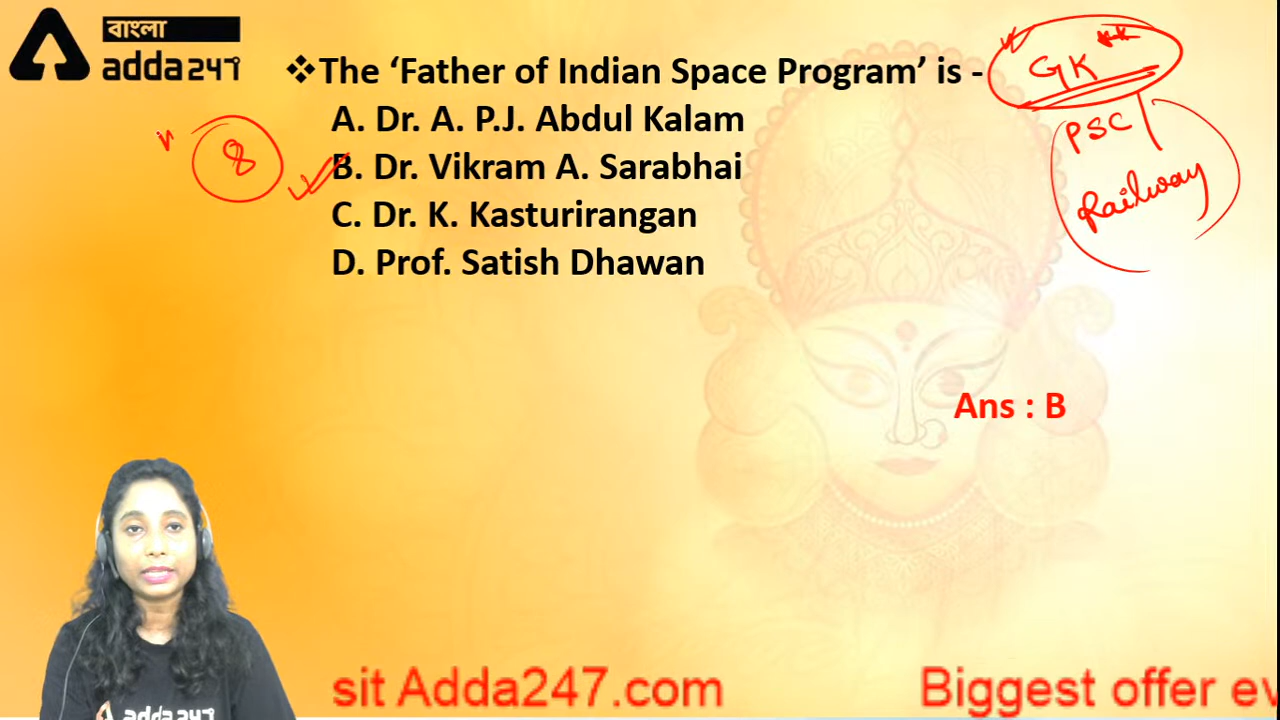 বাংলা
adda247
❖The ‘Father of Indian Space Program’ is -
A. Dr. A. P.J. Abdul Kalam
B. Dr. Vikram A. Sarabhai
C. Dr. K. Kasturirangan
D. Prof. Satish Dhawan
GK
PSC
Railway
8
Ans : B
adda247
sit Adda247.com
Biggest offer ev